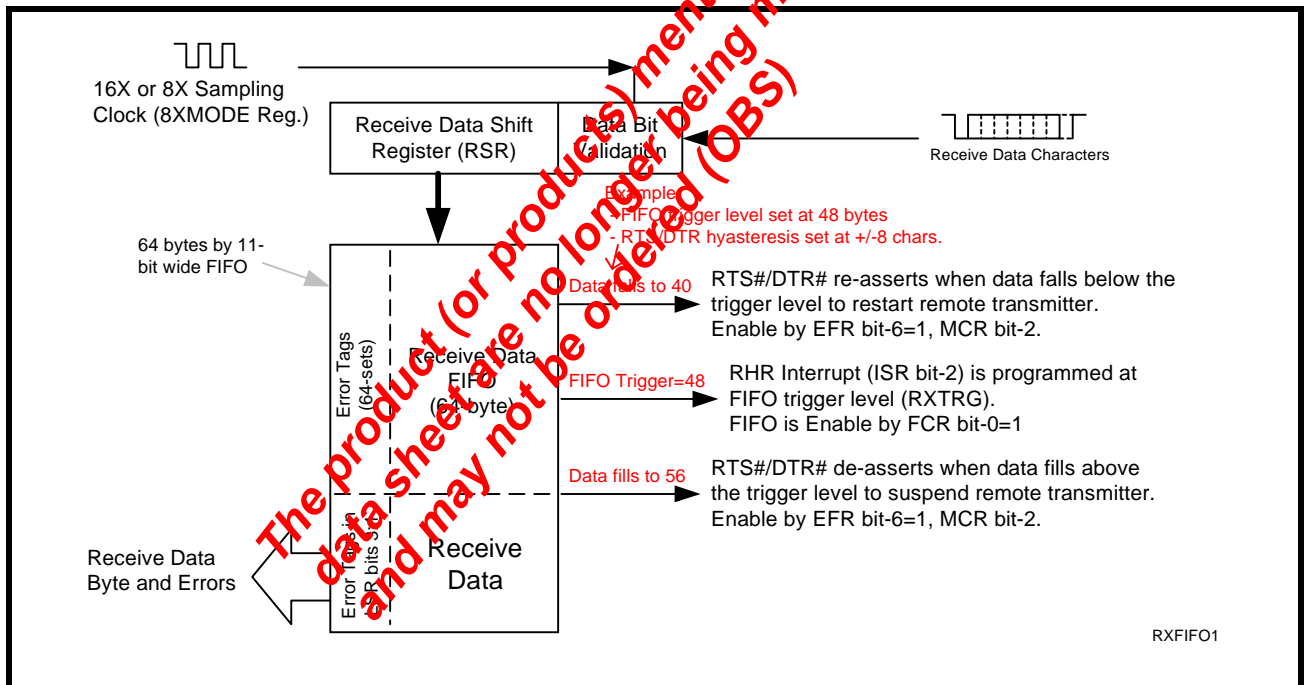 16X or 8X Sampling
Clock (8XMODE Reg.)
Receive Data Shift
Register (RSR)
Data Bit
Validation
Receive Data Characters
Example
- FIFO trigger level set at 48 bytes
- RTS/DTR hyasteresis set at +/-8 chars.
64 bytes by 11-
bit wide FIFO
Data falls to 40
RTS#/DTR# re-asserts when data falls below the
trigger level to restart remote transmitter.
Enable by EFR bit-6=1, MCR bit-2.
Error Tags
(64-sets)
Receive Data
FIFO
(64-byte)
FIFO Trigger=48
RHR Interrupt (ISR bit-2) is programmed at
FIFO trigger level (RXTRG).
FIFO is Enable by FCR bit-0=1
Data fills to 56
RTS#/DTR# de-asserts when data fills above
the trigger level to suspend remote transmitter.
Enable by EFR bit-6=1, MCR bit-2.
Receive Data
Byte and Errors
Error Tags in
LSR bits
Receive
Data
RXFIFO1
The product (or products)
data sheet are no longer being
and may not be ordered (OBS)